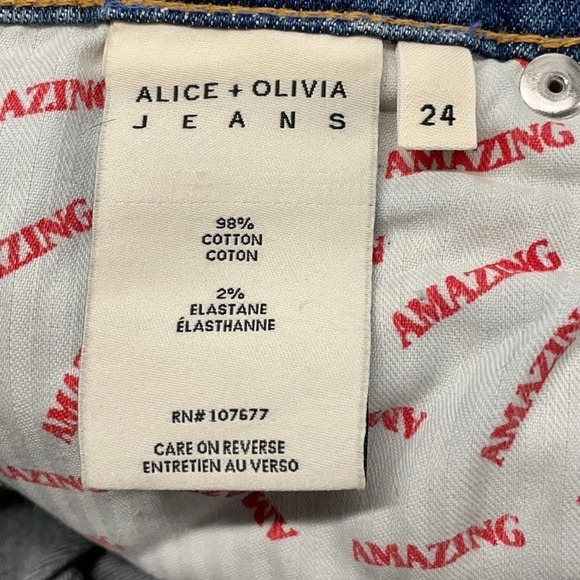 ALICE + OLIVIA
JEANS
24
98%
COTTON
COTON
2%
ELASTANE
ÉLASTHANNE
RN# 107677
CARE ON REVERSE
ENTRETIEN AU VERSO
AMAZING
AMAZING
AMAZING
AMAZING
AMAZING
AMAZING